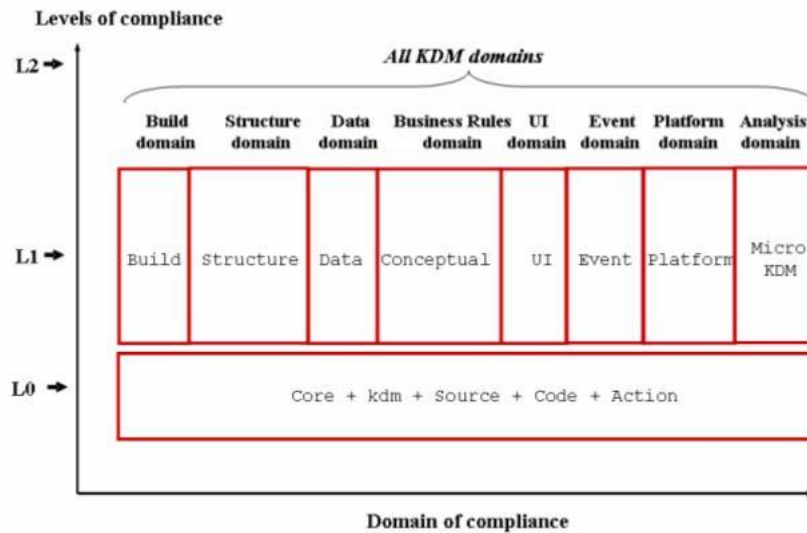 Levels of compliance
L2
All KDM domains
Build domain
Structure domain
Data domain
Business Rules domain
UI domain
Event domain
Platform domain
Analysis domain
L1
Build
Structure
Data
Conceptual
UI
Event
Platform
Micro KDM
L0
Core + kdm + Source + Code + Action
Domain of compliance